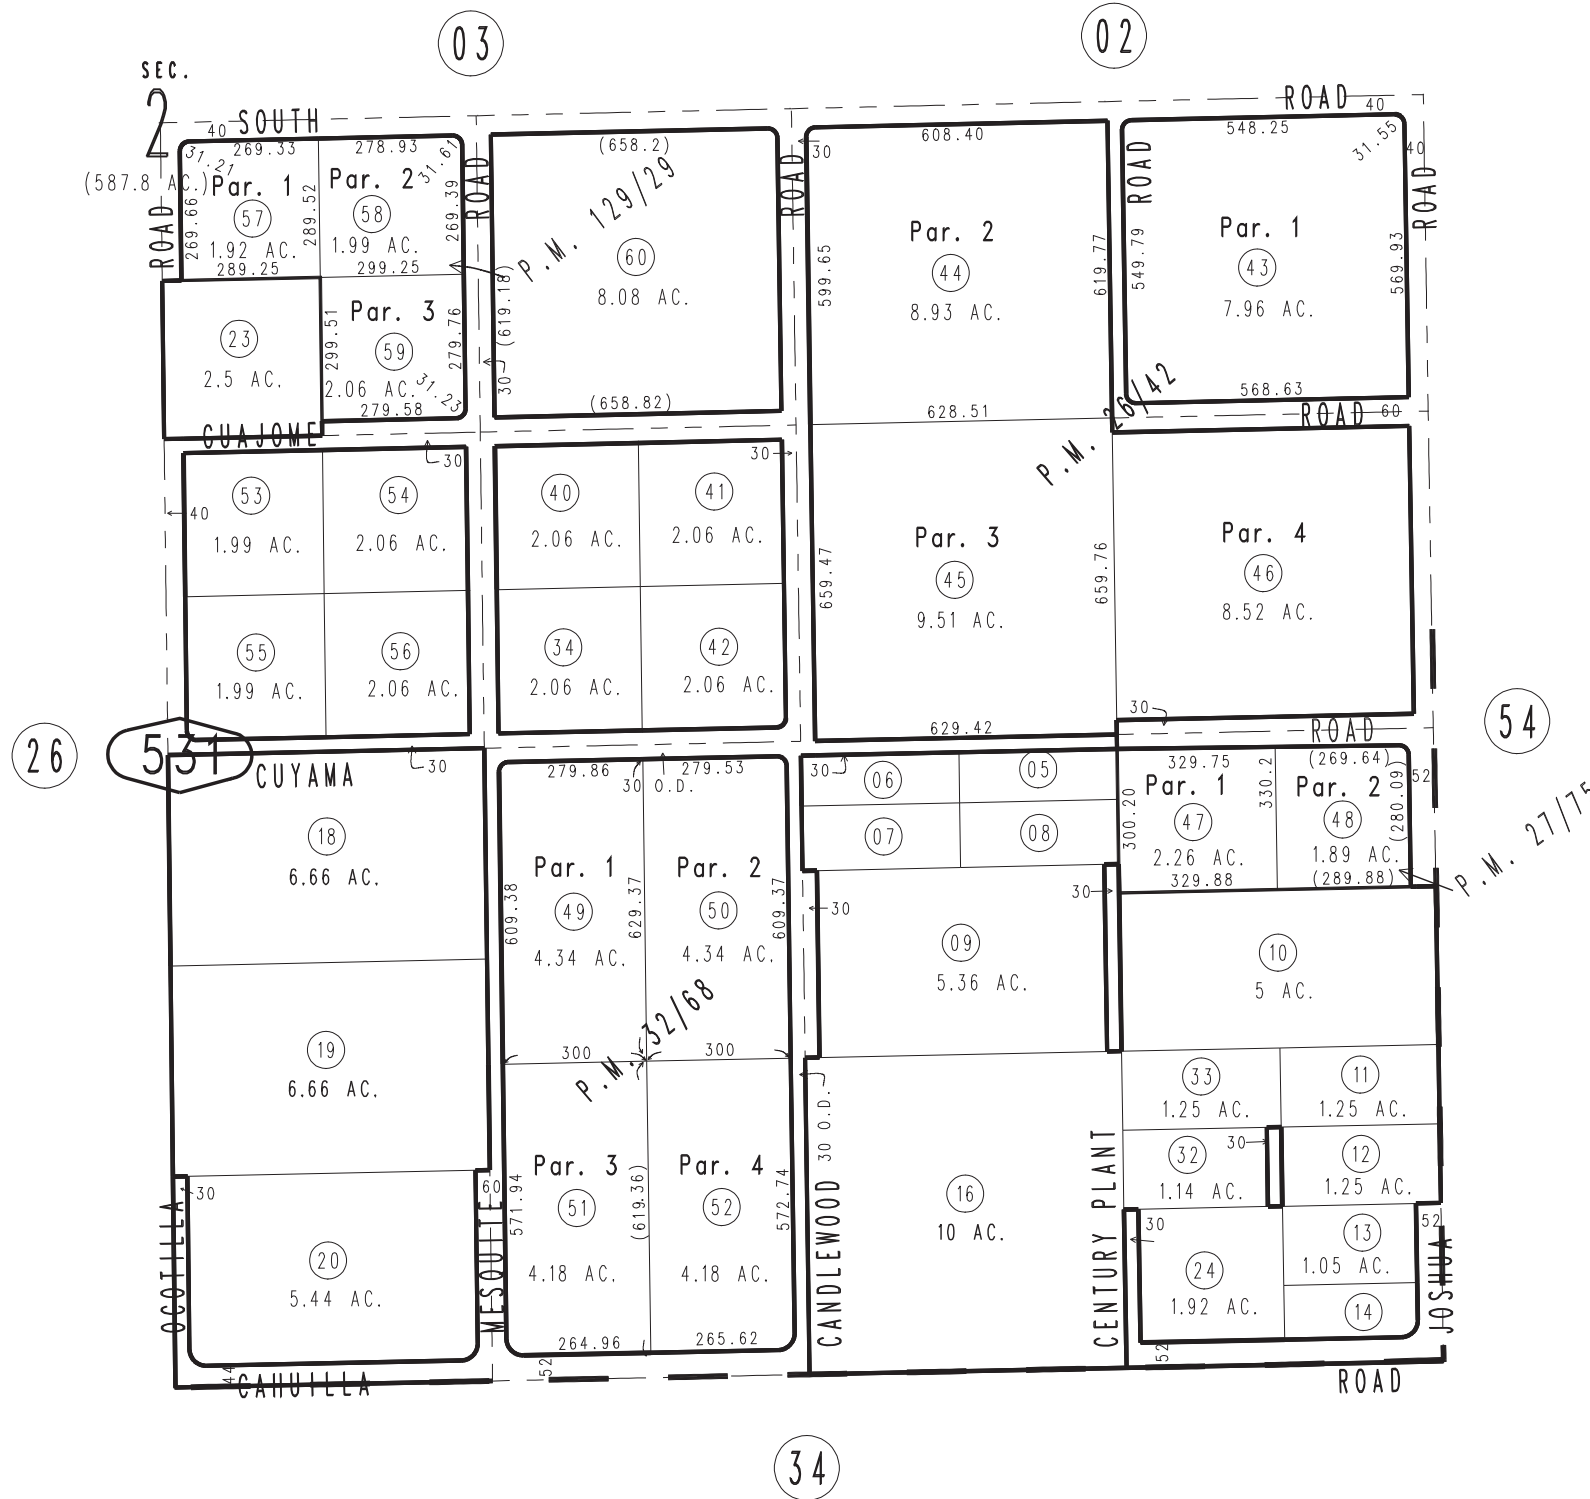 03
02
SEC.
2
(587.8 AC.)
SOUTH
ROAD
40
40
40
ROAD
ROAD
ROAD
ROAD
ROAD
269.33
278.93
31.21
31.61
Par. 1
57
1.92 AC.
269.66
289.52
289.25
Par. 2
58
1.99 AC.
269.39
299.25
23
2.5 AC.
Par. 3
59
2.06 AC.
299.51
279.76
31.23
279.58
P.M. 129/29
(658.2)
60
8.08 AC.
(619.18)
30
(658.82)
30
608.40
Par. 2
44
8.93 AC.
599.65
619.77
628.51
548.25
31.55
Par. 1
43
7.96 AC.
549.79
569.93
568.63
P.M. 26/42
GUAJOME
ROAD
60
30
30
40
53
1.99 AC.
54
2.06 AC.
55
1.99 AC.
56
2.06 AC.
40
2.06 AC.
41
2.06 AC.
34
2.06 AC.
42
2.06 AC.
Par. 3
45
9.51 AC.
659.47
659.76
629.42
Par. 4
46
8.52 AC.
30
26
531
54
CUYAMA
ROAD
30
30
18
6.66 AC.
19
6.66 AC.
20
5.44 AC.
30
44
279.86
279.53
30 O.D.
Par. 1
49
4.34 AC.
609.38
629.37
Par. 2
50
4.34 AC.
609.37
300
300
P.M. 32/68
Par. 3
51
4.18 AC.
571.94
(619.36)
264.96
Par. 4
52
4.18 AC.
572.74
265.62
60
52
06
05
07
08
09
5.36 AC.
30
30
16
10 AC.
30 O.D.
329.75
Par. 1
47
2.26 AC.
300.20
330.2
329.88
(269.64)
Par. 2
48
1.89 AC.
(280.09)
(289.88)
52
P.M. 27/75
10
5 AC.
33
1.25 AC.
11
1.25 AC.
32
1.14 AC.
30
12
1.25 AC.
30
24
1.92 AC.
13
1.05 AC.
14
52
52
OCOTILLA
MESQUITE
CANDLEWOOD
CENTURY PLANT
JOSHUA
CAHUILLA
ROAD
34